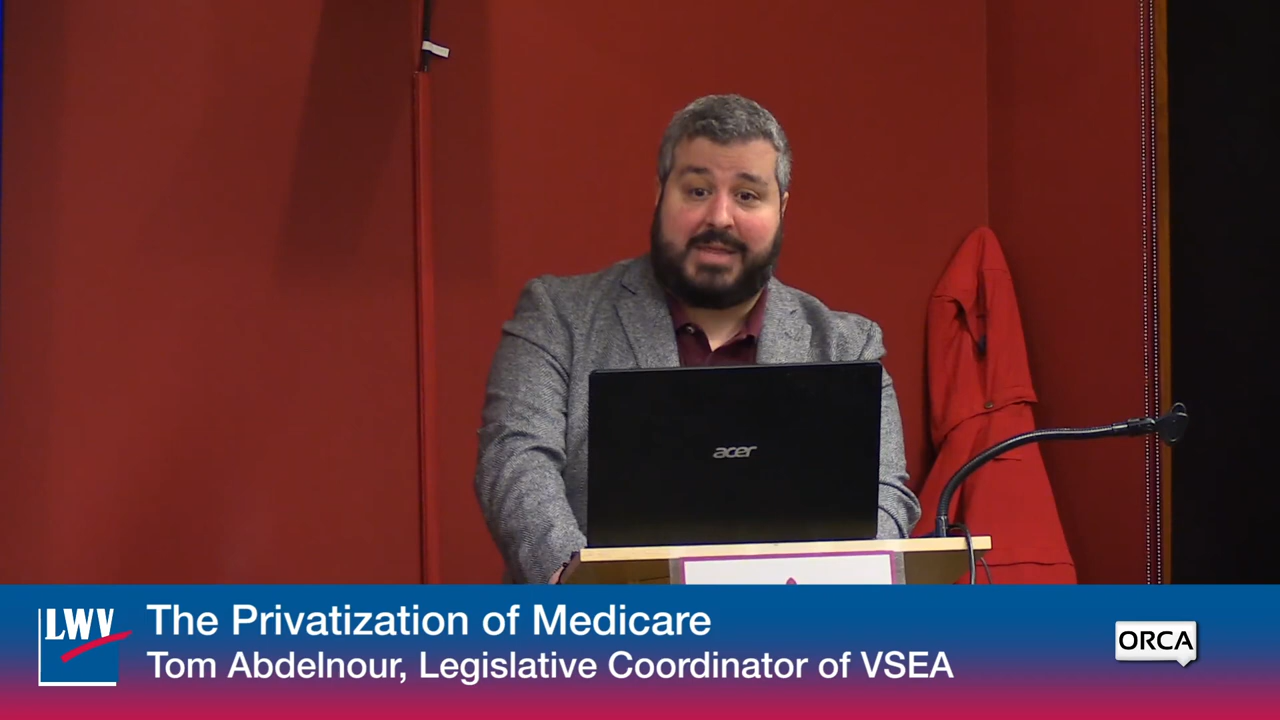 acer
LWV
The Privatization of Medicare
Tom Abdelnour, Legislative Coordinator of VSEA
ORCA